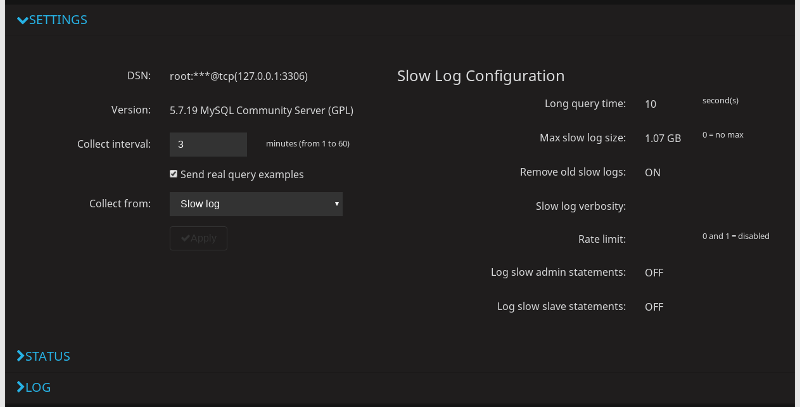 SETTINGS
DSN: root:***@tcp(127.0.0.1:3306)
Version: 5.7.19 MySQL Community Server (GPL)
Collect interval: 3 minutes (from 1 to 60)
Send real query examples
Collect from: Slow log
Apply
Slow Log Configuration
Long query time: 10 second(s)
Max slow log size: 1.07 GB 0 = no max
Remove old slow logs: ON
Slow log verbosity:
Rate limit: 0 and 1 = disabled
Log slow admin statements: OFF
Log slow slave statements: OFF
STATUS
LOG